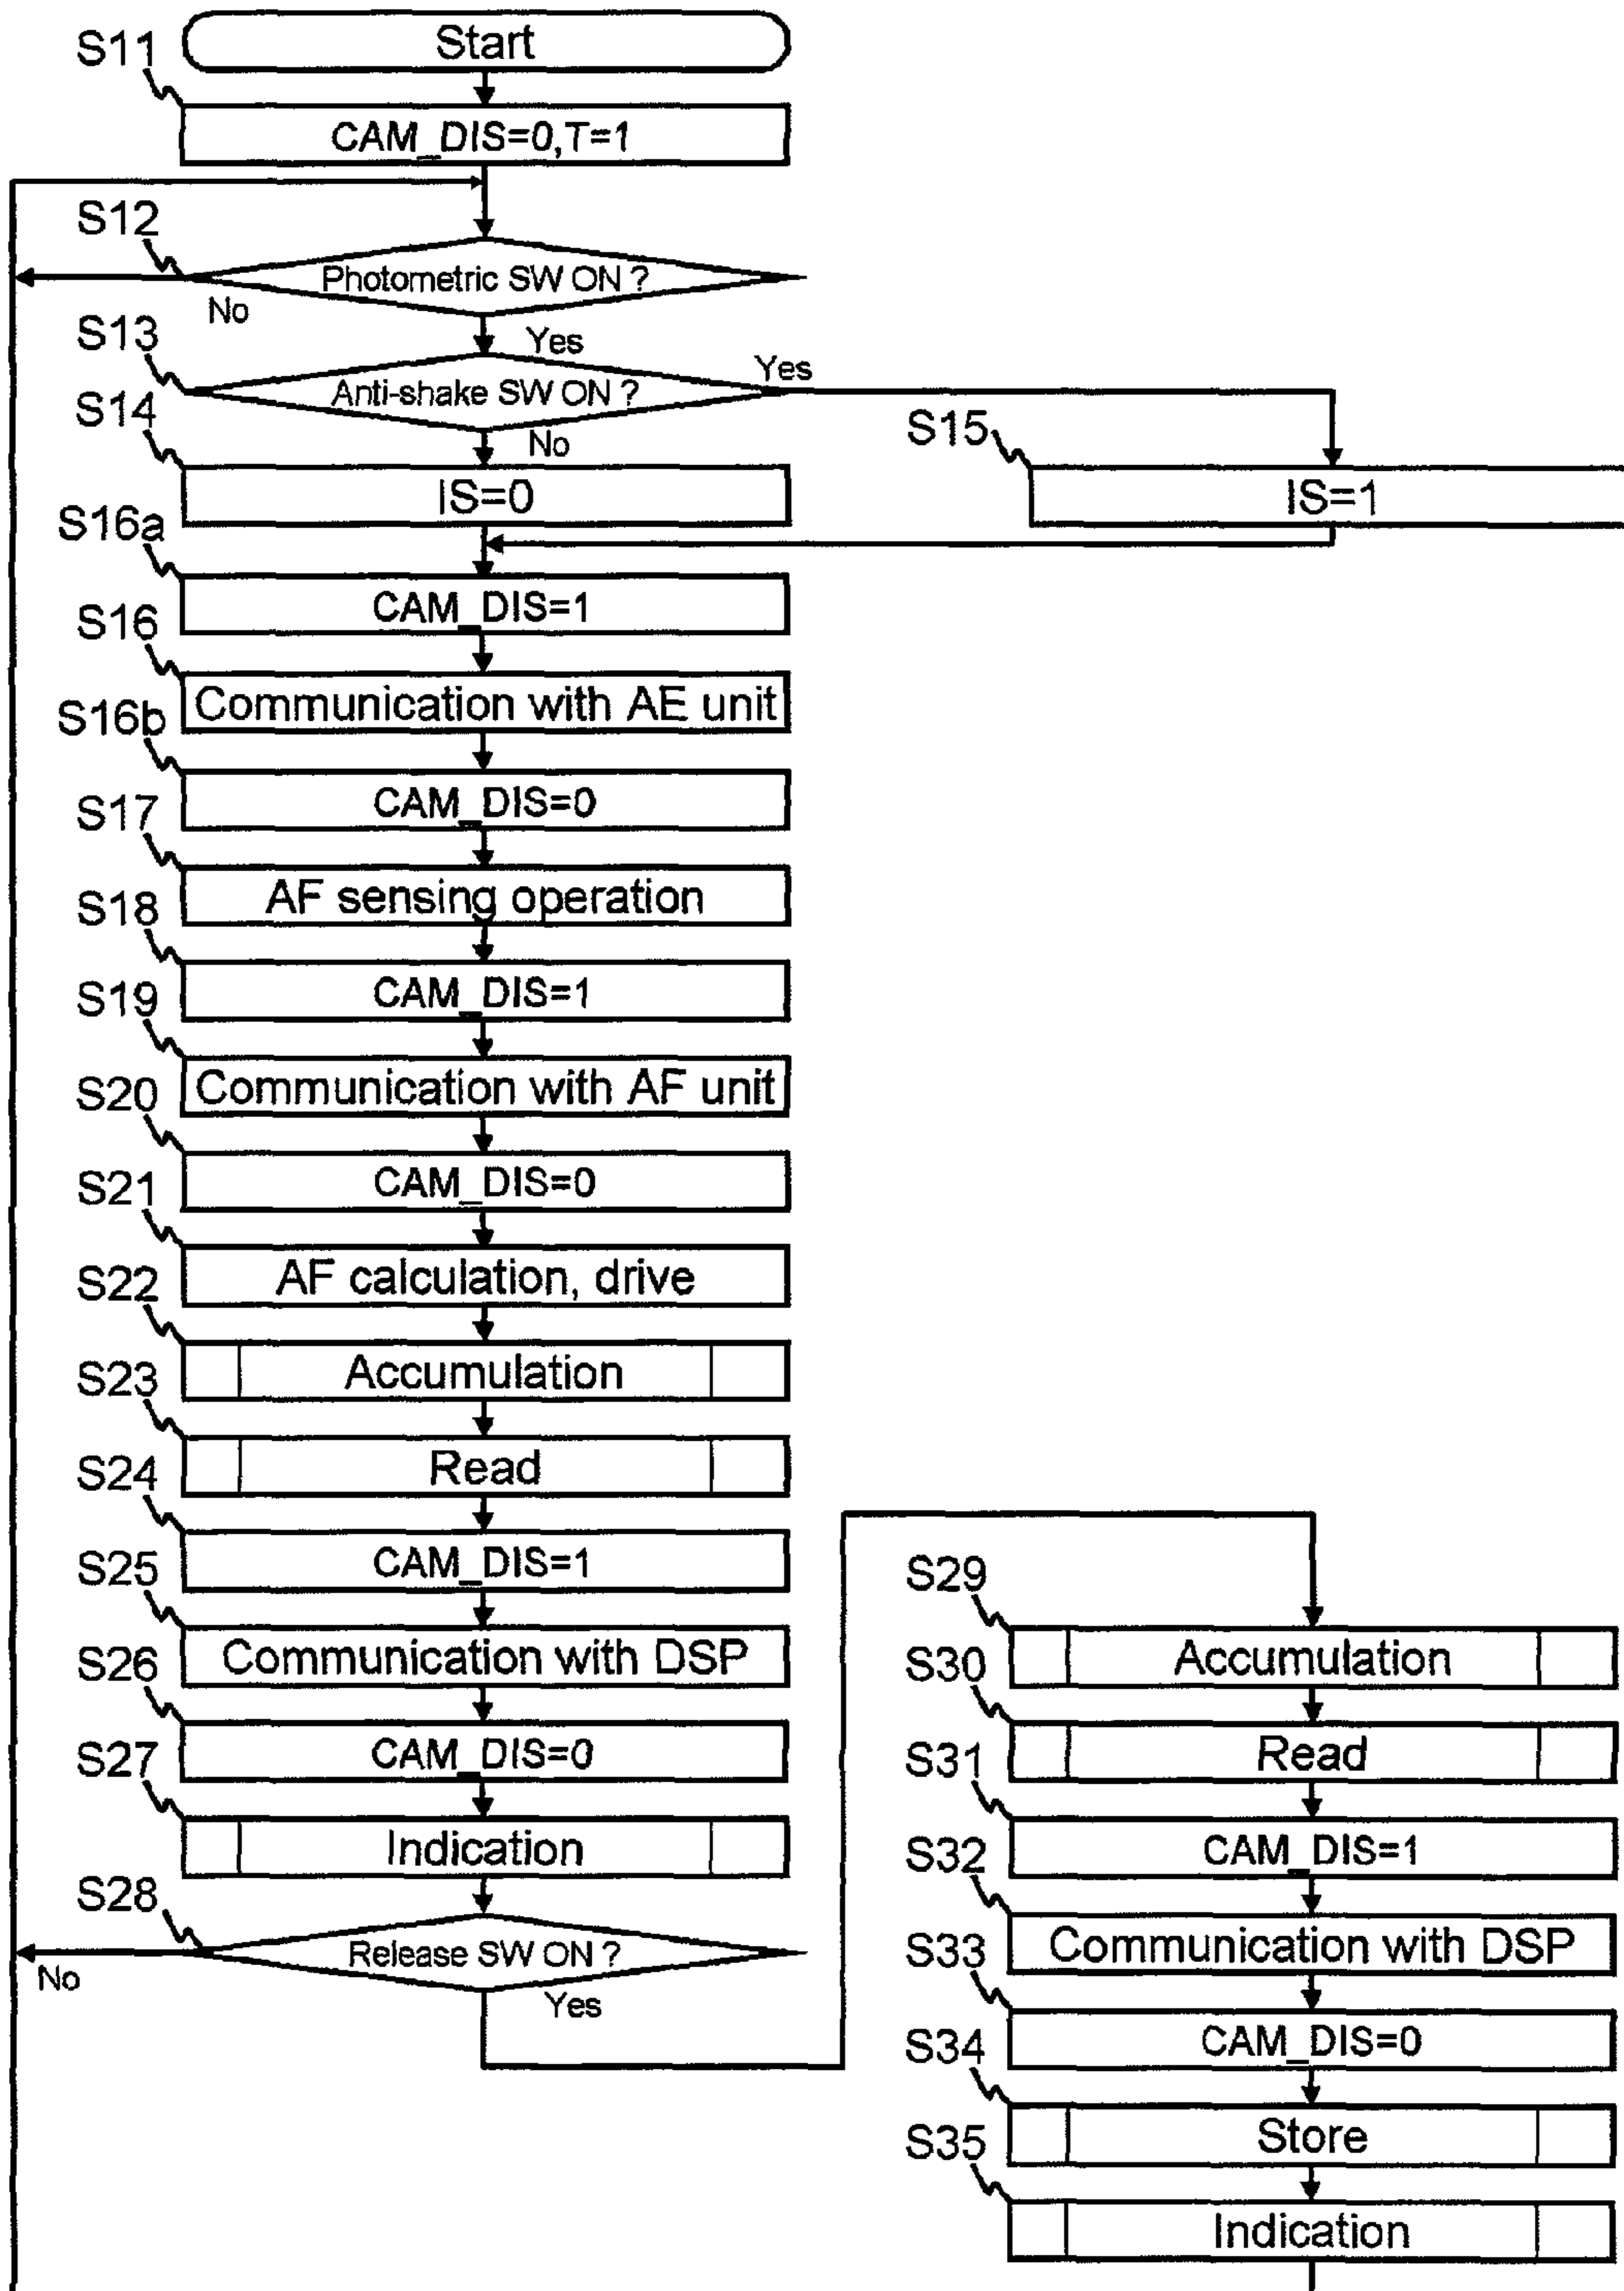 Start
S11
CAM_DIS=0,T=1
S12
Photometric SW ON ?
No
Yes
S13
Anti-shake SW ON ?
Yes
No
S14
IS=0
S15
IS=1
S16a
CAM_DIS=1
S16
Communication with AE unit
S16b
CAM_DIS=0
S17
AF sensing operation
S18
CAM_DIS=1
S19
Communication with AF unit
S20
CAM_DIS=0
S21
AF calculation, drive
S22
Accumulation
S23
Read
S24
CAM_DIS=1
S25
Communication with DSP
S26
CAM_DIS=0
S27
Indication
S28
Release SW ON ?
No
Yes
S29
Accumulation
S30
Read
S31
CAM_DIS=1
S32
Communication with DSP
S33
CAM_DIS=0
S34
Store
S35
Indication